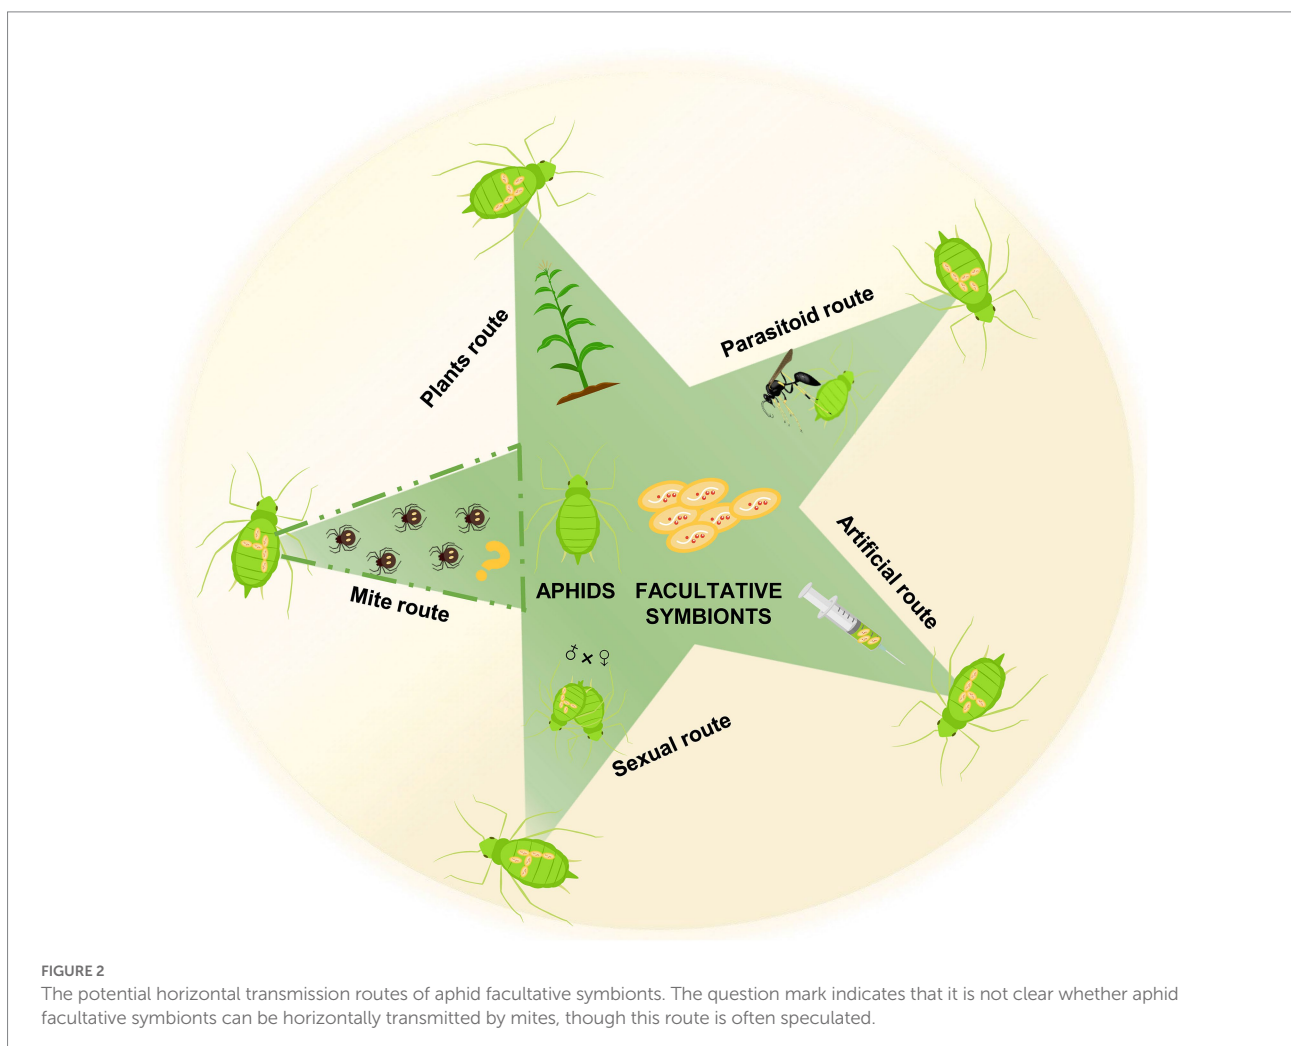 Plants route
Parasitoid route
Artificial route
Mite route
?
APHIDS
FACULTATIVE
SYMBIONTS
♂ × ♀
Sexual route
FIGURE 2
The potential horizontal transmission routes of aphid facultative symbionts. The question mark indicates that it is not clear whether aphid
facultative symbionts can be horizontally transmitted by mites, though this route is often speculated.